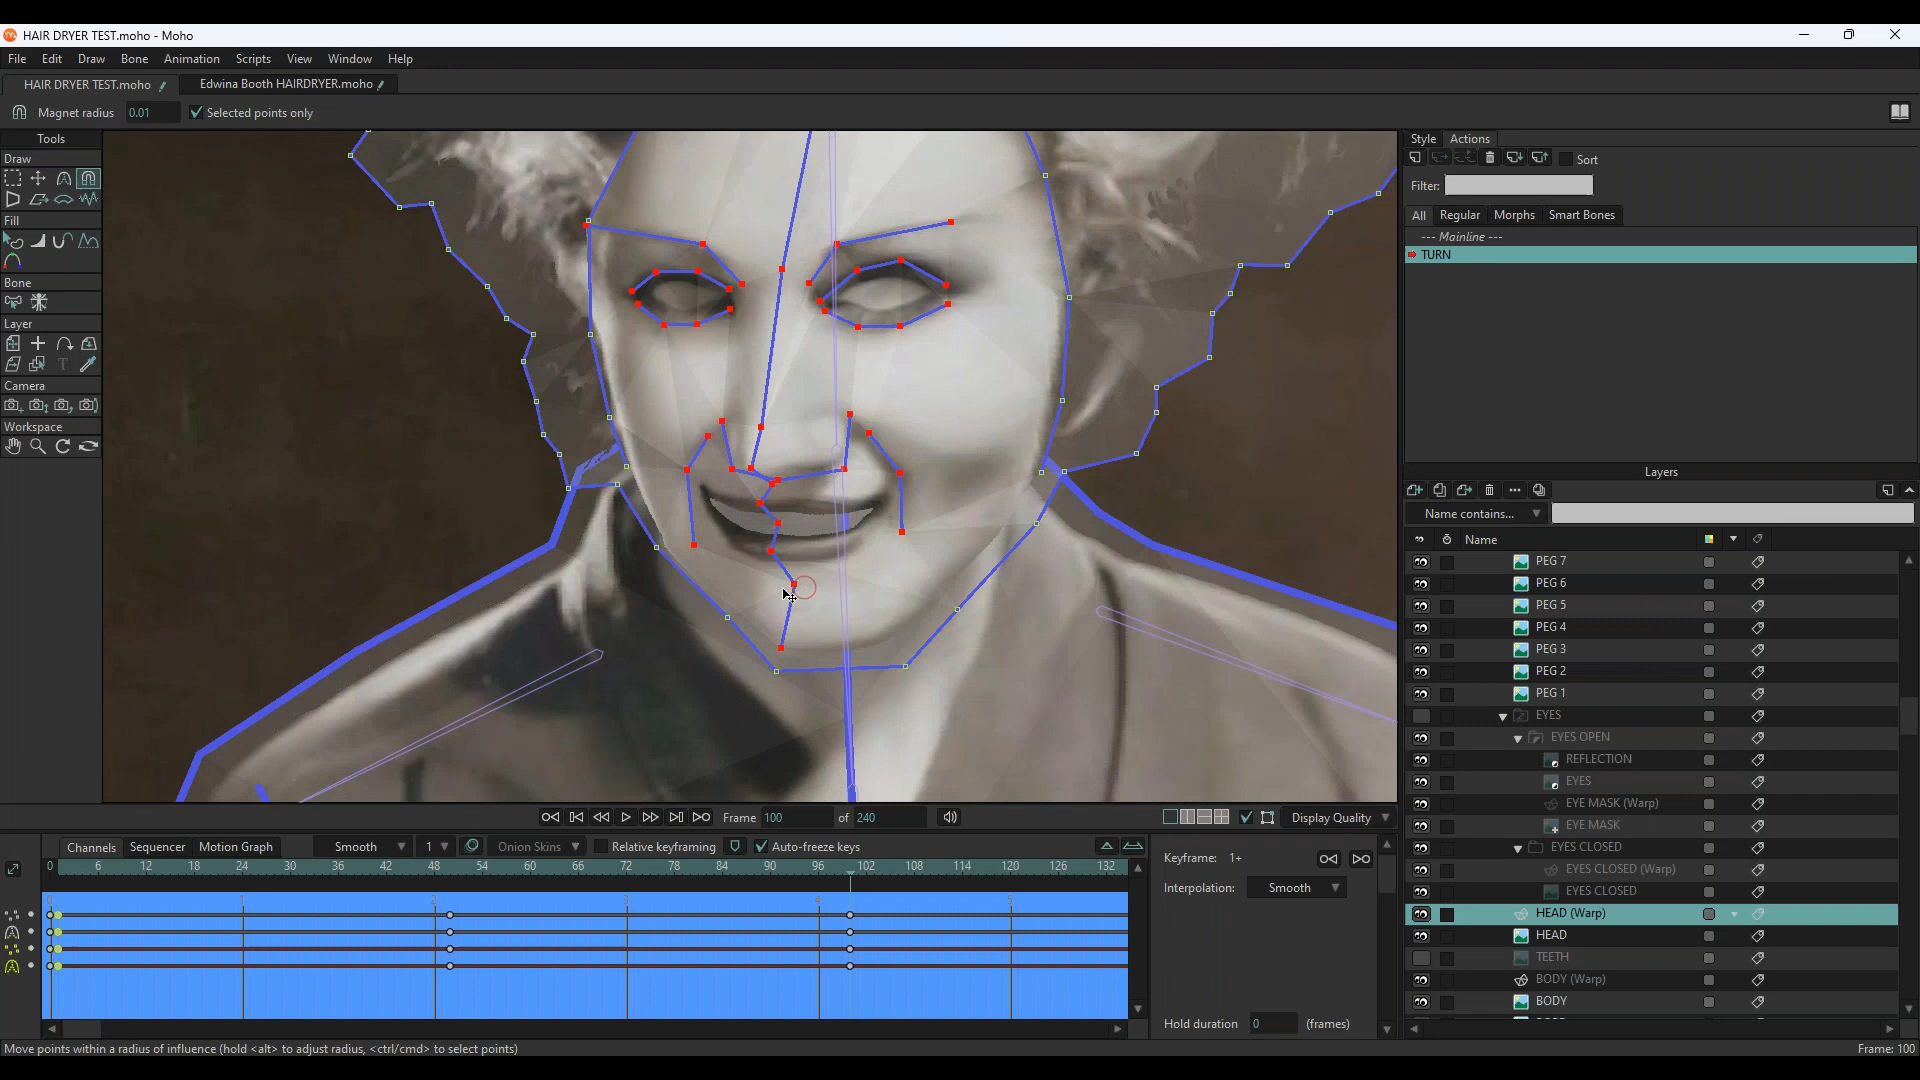 HAIR DRYER TEST.moho - Moho
File Edit Draw Bone Animation Scripts View Window Help
HAIR DRYER TEST.moho Edwina Booth HAIRDRYER.moho
Magnet radius 0.01 Selected points only
Tools
Draw
Fill
Bone
Layer
Camera
Workspace
Style Actions
Sort
Filter:
All Regular Morphs Smart Bones
--- Mainline ---
TURN
Layers
Name contains...
Name
PEG 7
PEG 6
PEG 5
PEG 4
PEG 3
PEG 2
PEG 1
EYES
EYES OPEN
REFLECTION
EYES
EYE MASK (Warp)
EYE MASK
EYES CLOSED
EYES CLOSED (Warp)
EYES CLOSED
HEAD (Warp)
HEAD
TEETH
BODY (Warp)
BODY
Frame 100 of 240 Display Quality
Channels Sequencer Motion Graph Smooth 1 Onion Skins Relative keyframing Auto-freeze keys
0 6 12 18 24 30 36 42 48 54 60 66 72 78 84 90 96 102 108 114 120 126 132
0 1 2 3 4 5
Keyframe: 1+
Interpolation: Smooth
Hold duration 0 (frames)
Move points within a radius of influence (hold <alt> to adjust radius, <ctrl/cmd> to select points) Frame: 100